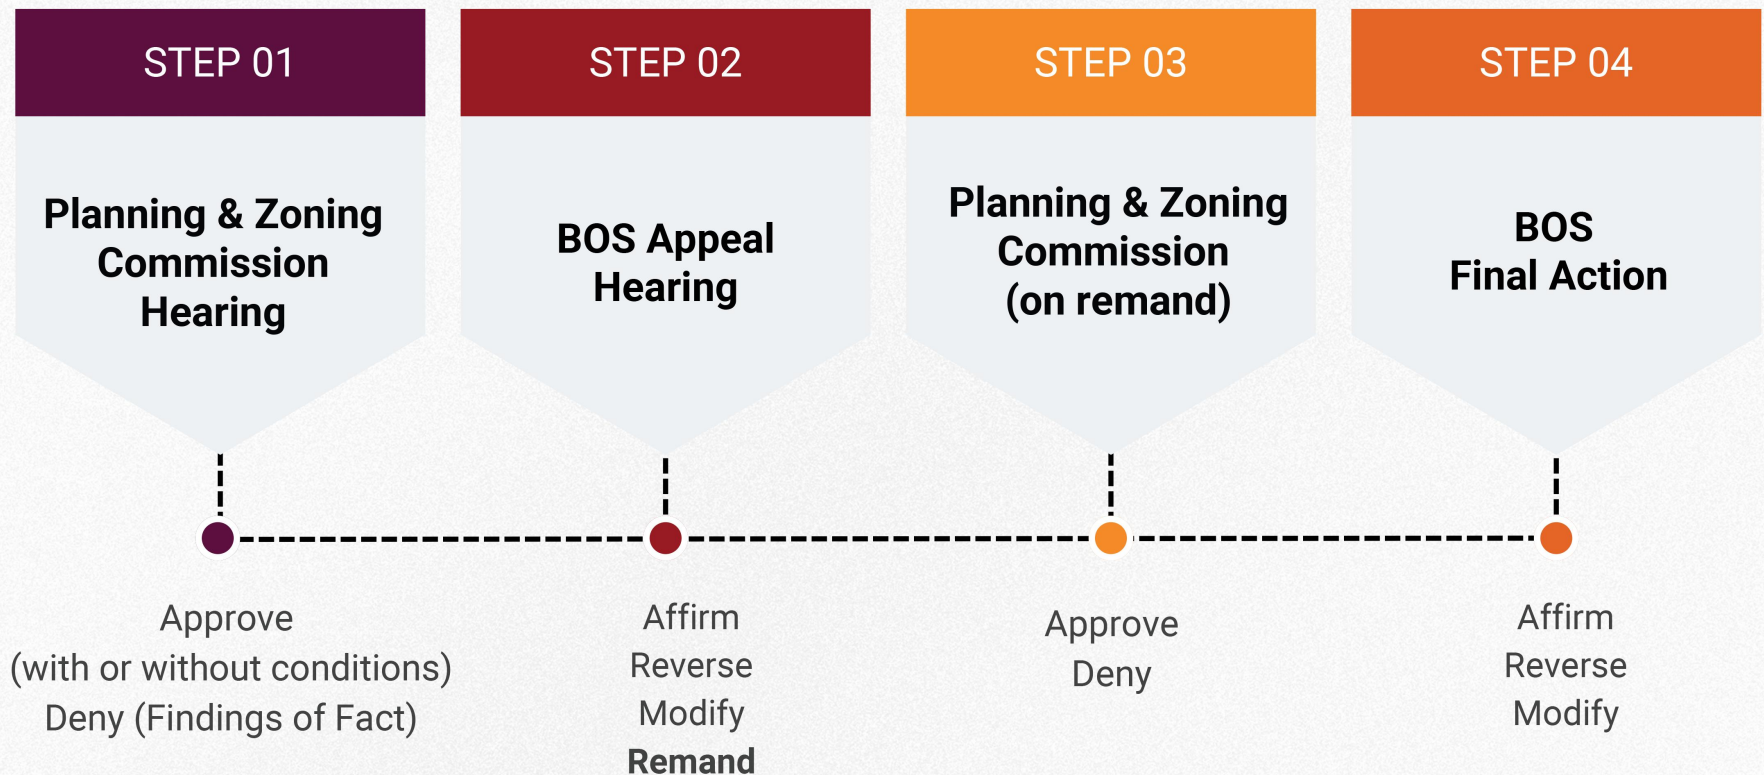 STEP 01
Planning & Zoning
Commission
Hearing
Approve
(with or without conditions)
Deny (Findings of Fact)
STEP 02
BOS Appeal
Hearing
Affirm
Reverse
Modify
Remand
STEP 03
Planning & Zoning
Commission
(on remand)
Approve
Deny
STEP 04
BOS
Final Action
Affirm
Reverse
Modify